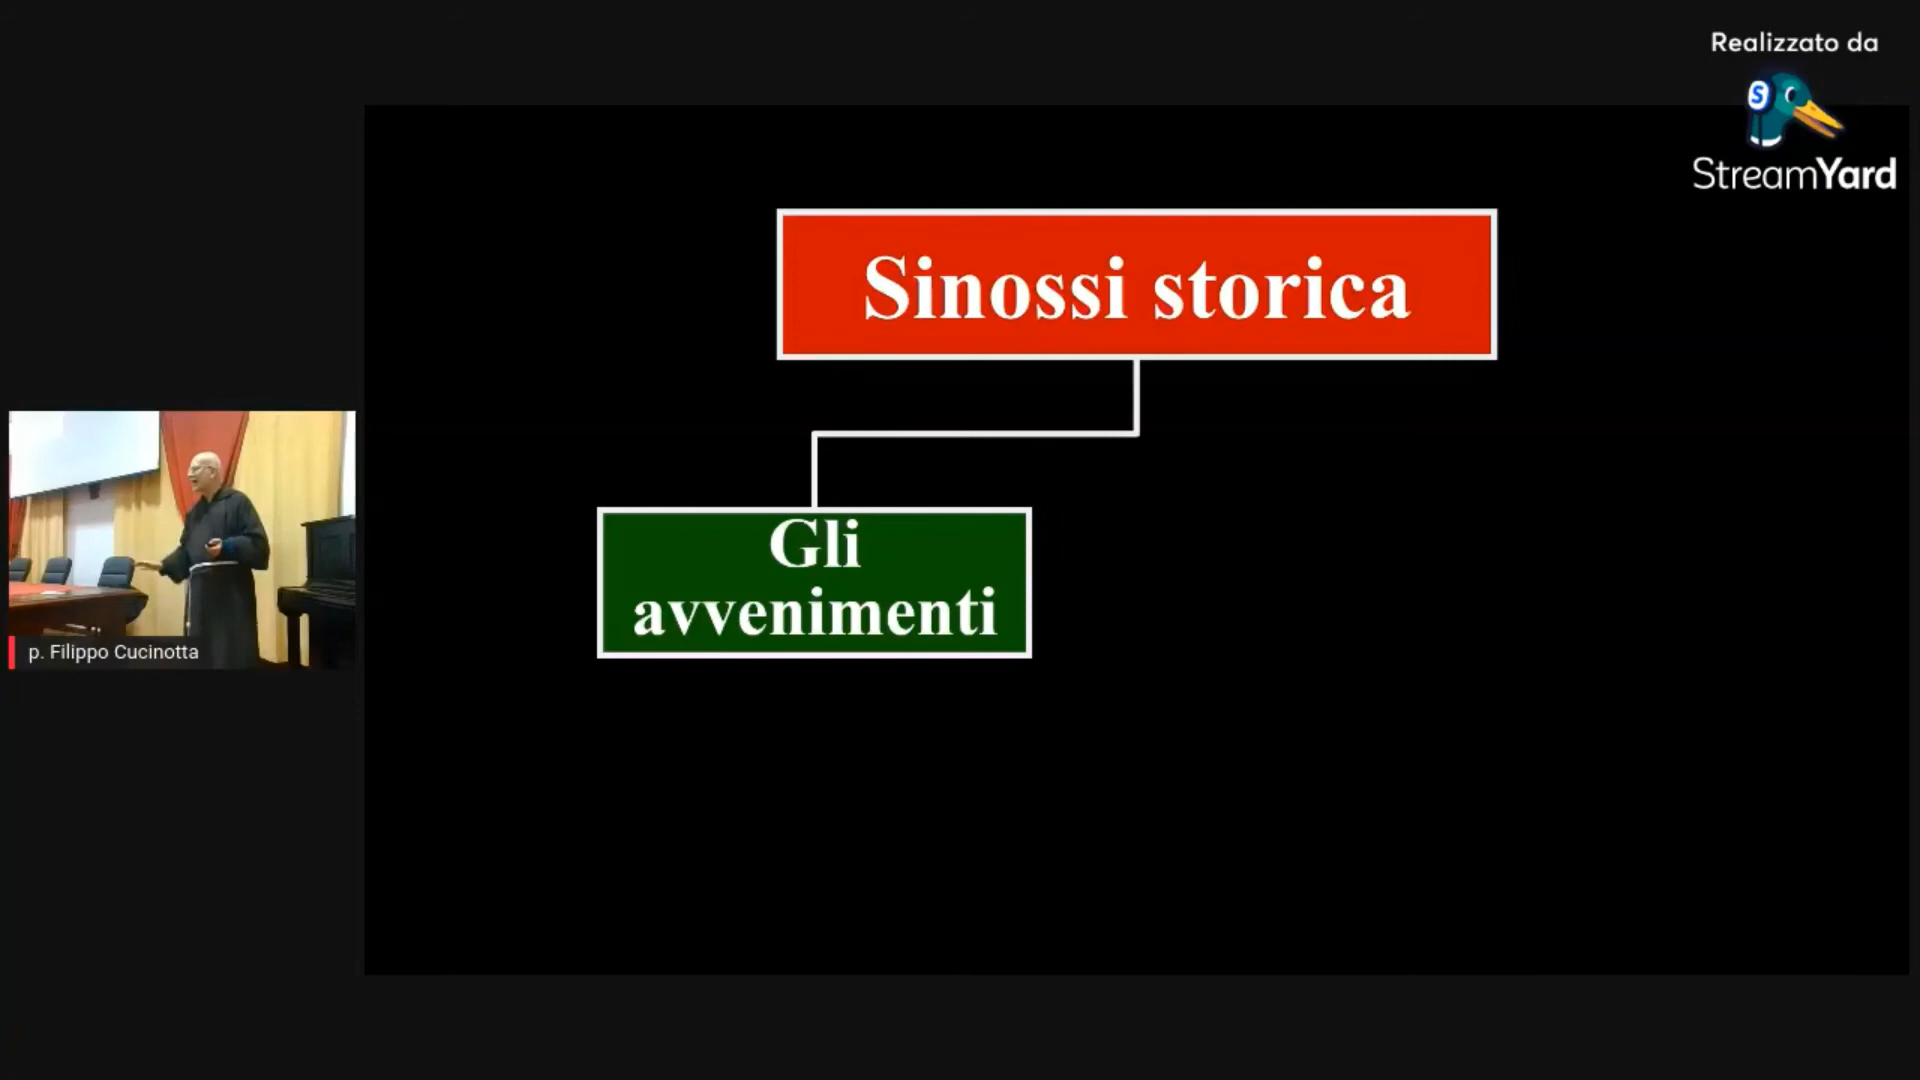 Realizzato da
StreamYard
Sinossi storica
Gli
avvenimenti
p. Filippo Cucinotta